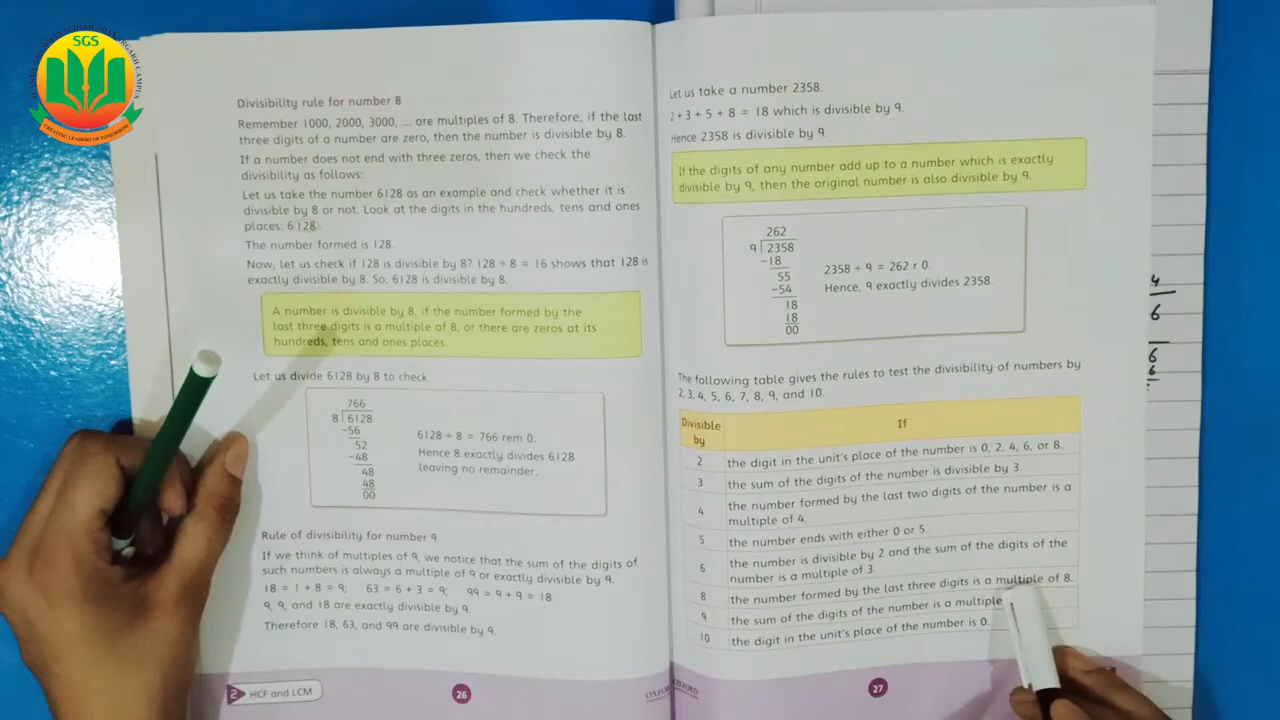 SGS
CREATING LEADERS OF TOMORROW
Divisibility rule for number 8
Remember 1000, 2000, 3000, ... are multiples of 8. Therefore, if the last
three digits of a number are zero, then the number is divisible by 8.
If a number does not end with three zeros, then we check the
divisibility as follows:
Let us take the number 6128 as an example and check whether it is
divisible by 8 or not. Look at the digits in the hundreds, tens and ones
places: 6128.
The number formed is 128.
Now, let us check if 128 is divisible by 8? 128 ÷ 8 = 16 shows that 128 is
exactly divisible by 8. So, 6128 is divisible by 8.
A number is divisible by 8, if the number formed by the
last three digits is a multiple of 8, or there are zeros at its
hundreds, tens and ones places.
Let us divide 6128 by 8 to check.
766
8 6128
-56
52
-48
48
48
00
6128 ÷ 8 = 766 rem 0.
Hence 8 exactly divides 6128
leaving no remainder.
Rule of divisibility for number 9
If we think of multiples of 9, we notice that the sum of the digits of
such numbers is always a multiple of 9 or exactly divisible by 9.
18 = 1 + 8 = 9; 63 = 6 + 3 = 9; 99 = 9 + 9 = 18
9, 9, and 18 are exactly divisible by 9.
Therefore 18, 63, and 99 are divisible by 9.
2 HCF and LCM
26
OXFORD
Let us take a number 2358.
2 + 3 + 5 + 8 = 18 which is divisible by 9.
Hence 2358 is divisible by 9.
If the digits of any number add up to a number which is exactly
divisible by 9, then the original number is also divisible by 9.
262
9 2358
-18
55
-54
18
18
00
2358 ÷ 9 = 262 r 0.
Hence, 9 exactly divides 2358.
The following table gives the rules to test the divisibility of numbers by
2, 3, 4, 5, 6, 7, 8, 9, and 10.
Divisible by If
2 the digit in the unit's place of the number is 0, 2, 4, 6, or 8.
3 the sum of the digits of the number is divisible by 3.
4 the number formed by the last two digits of the number is a
multiple of 4.
5 the number ends with either 0 or 5.
6 the number is divisible by 2 and the sum of the digits of the
number is a multiple of 3.
8 the number formed by the last three digits is a multiple of 8.
9 the sum of the digits of the number is a multiple
10 the digit in the unit's place of the number is 0.
27
4
6
6
6